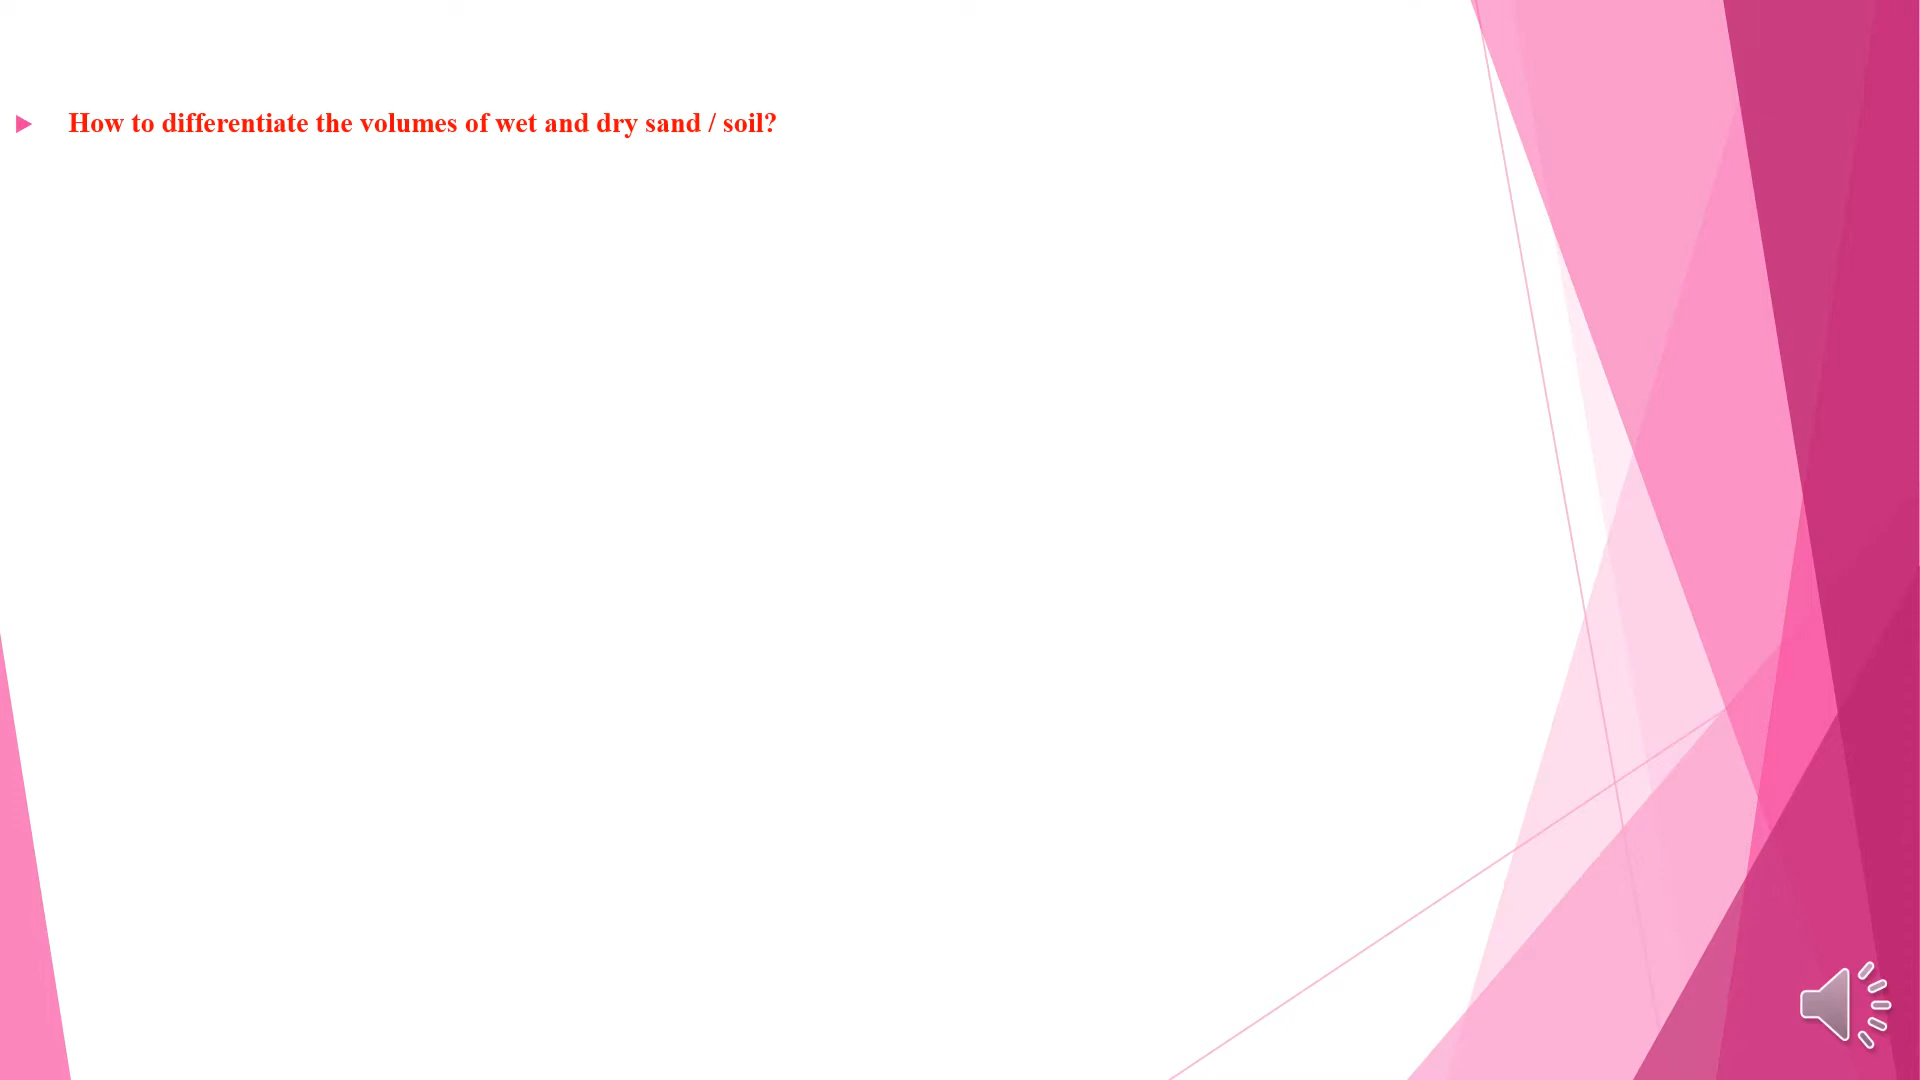 How to differentiate the volumes of wet and dry sand / soil?